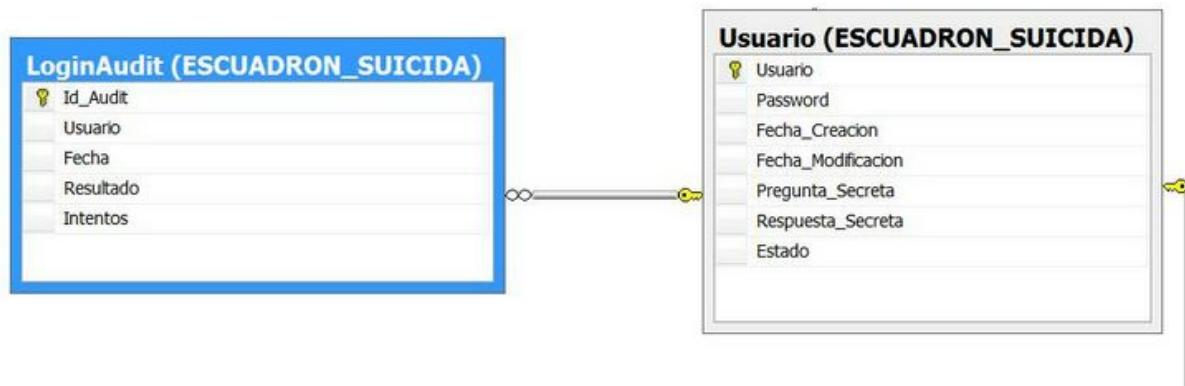 LoginAudit (ESCUADRON_SUICIDA)
Id_Audit
Usuario
Fecha
Resultado
Intentos
Usuario (ESCUADRON_SUICIDA)
Usuario
Password
Fecha_Creacion
Fecha_Modificacion
Pregunta_Secreta
Respuesta_Secreta
Estado